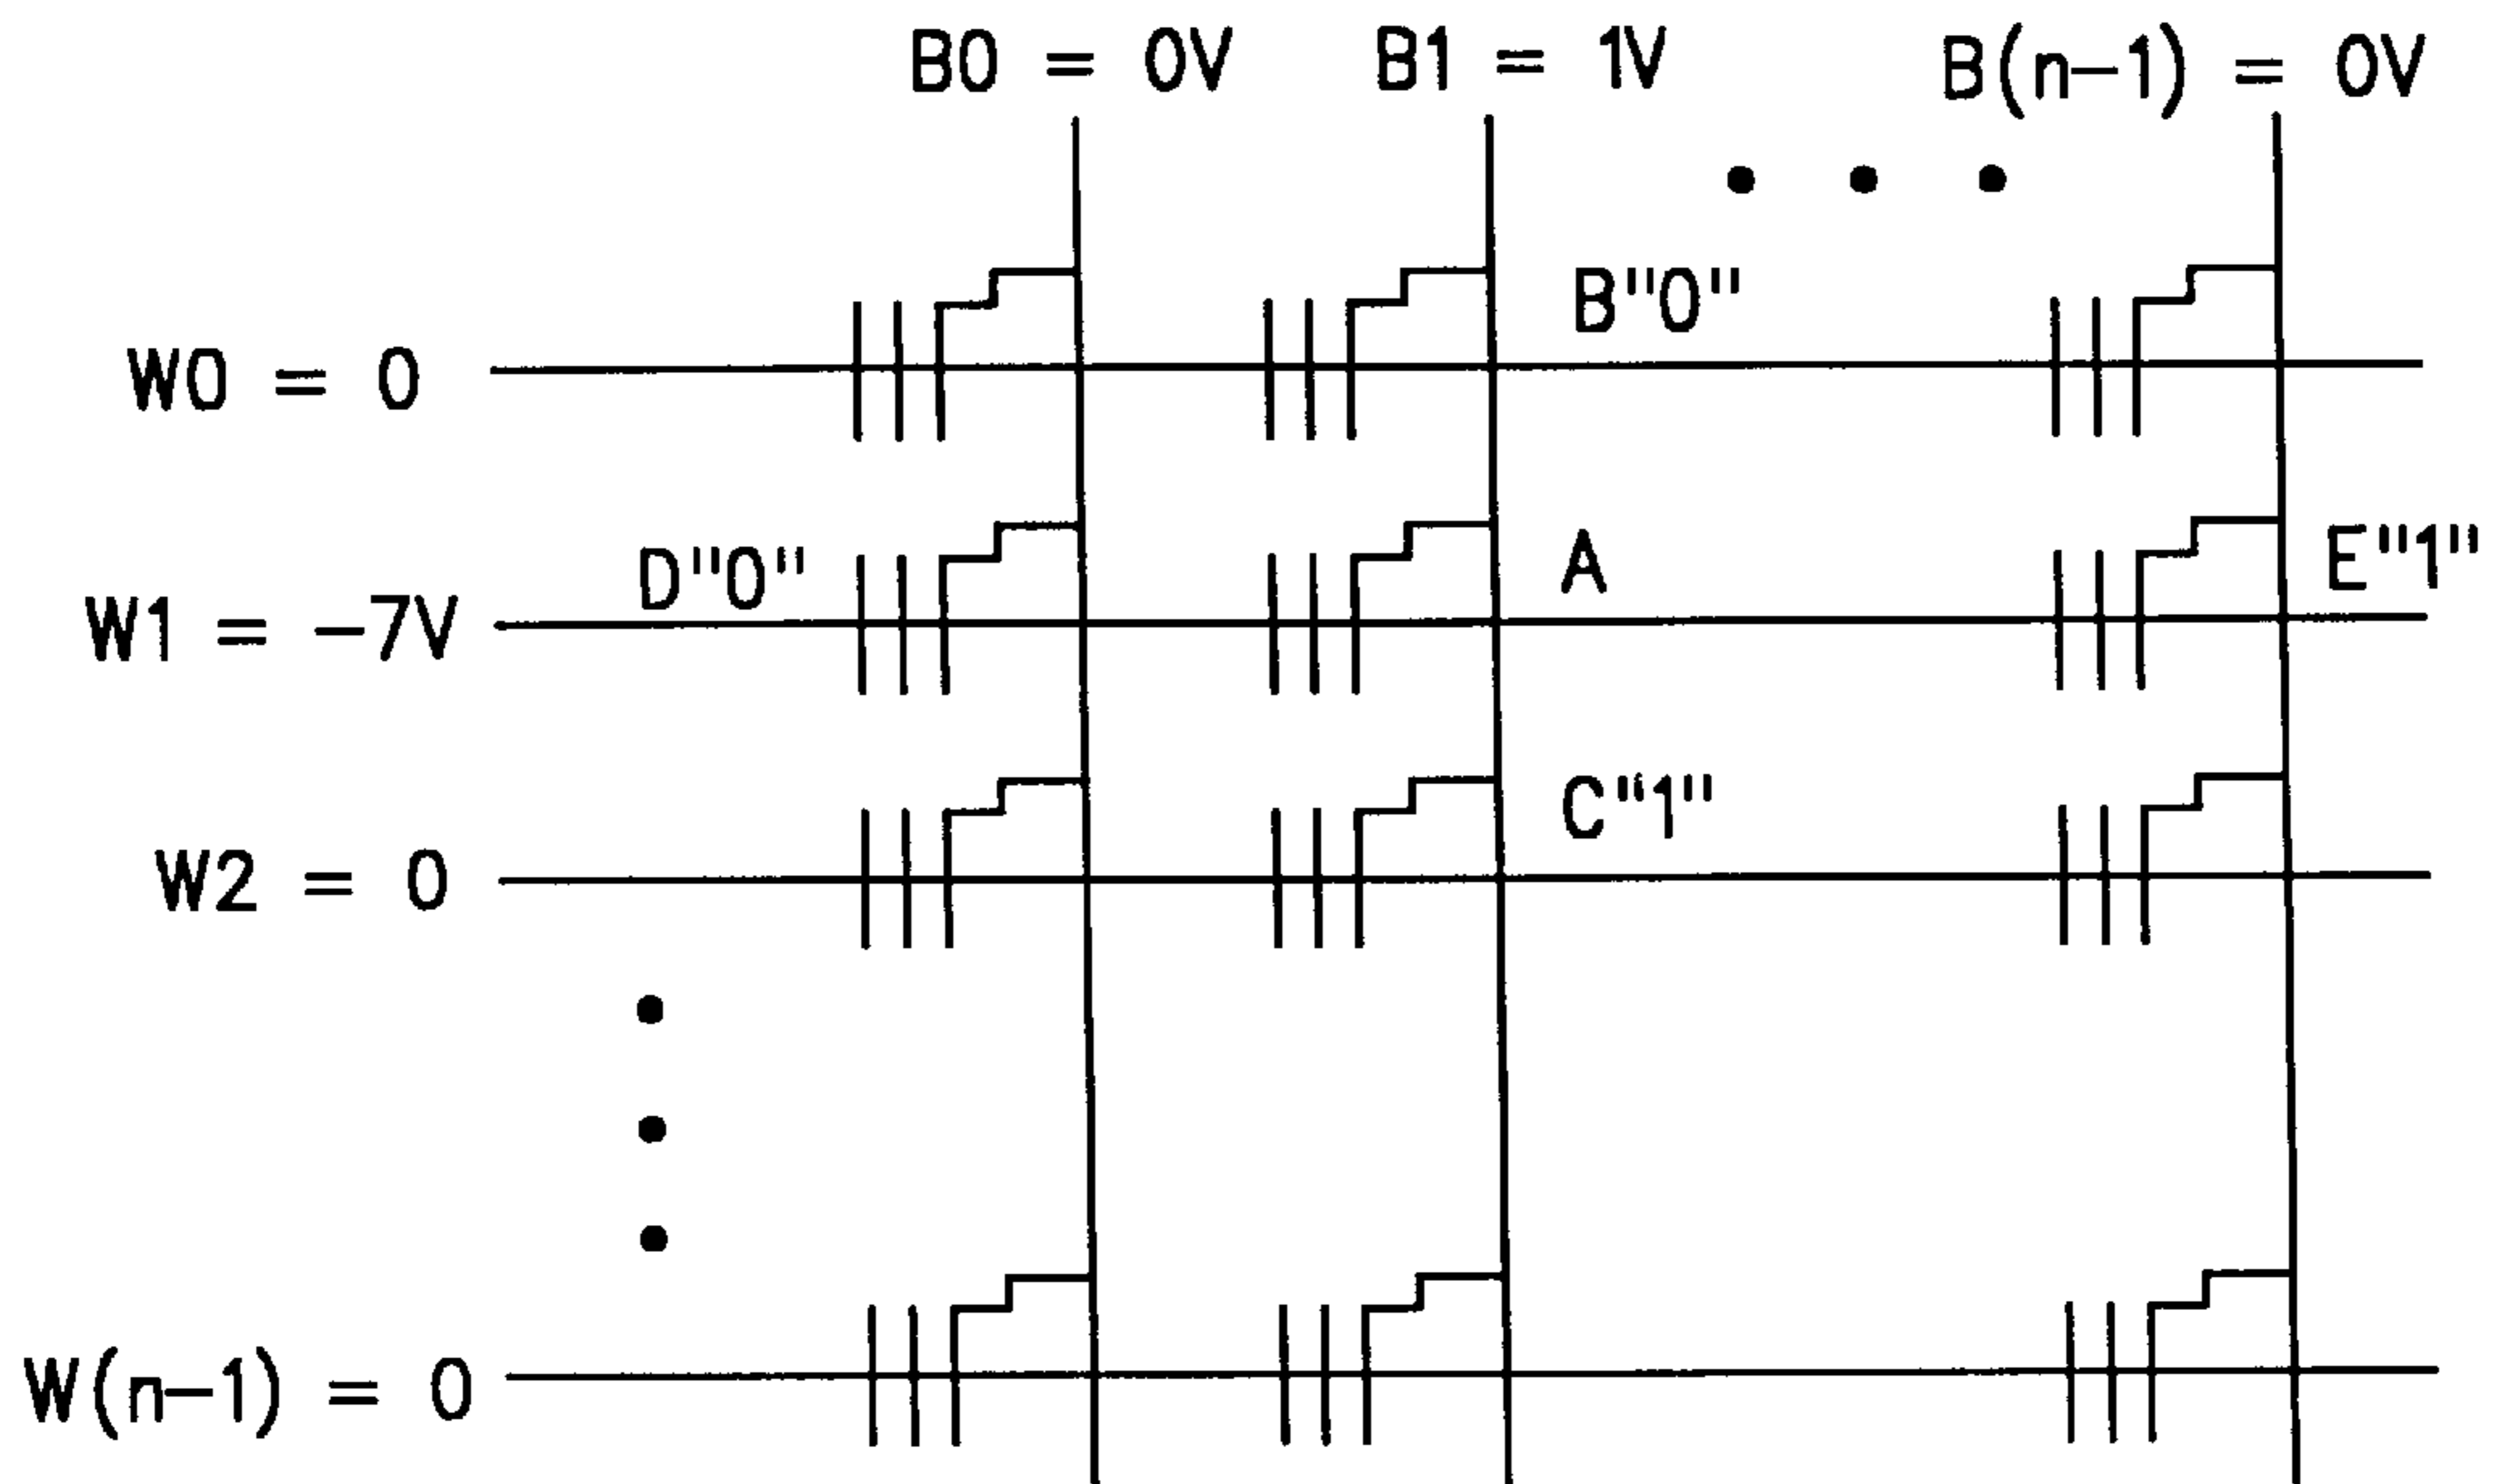 B0 = 0V B1 = 1V B(n-1) = 0V
W0 = 0 B"0"
W1 = -7V D"0" A E"1"
W2 = 0 C"1"
W(n-1) = 0